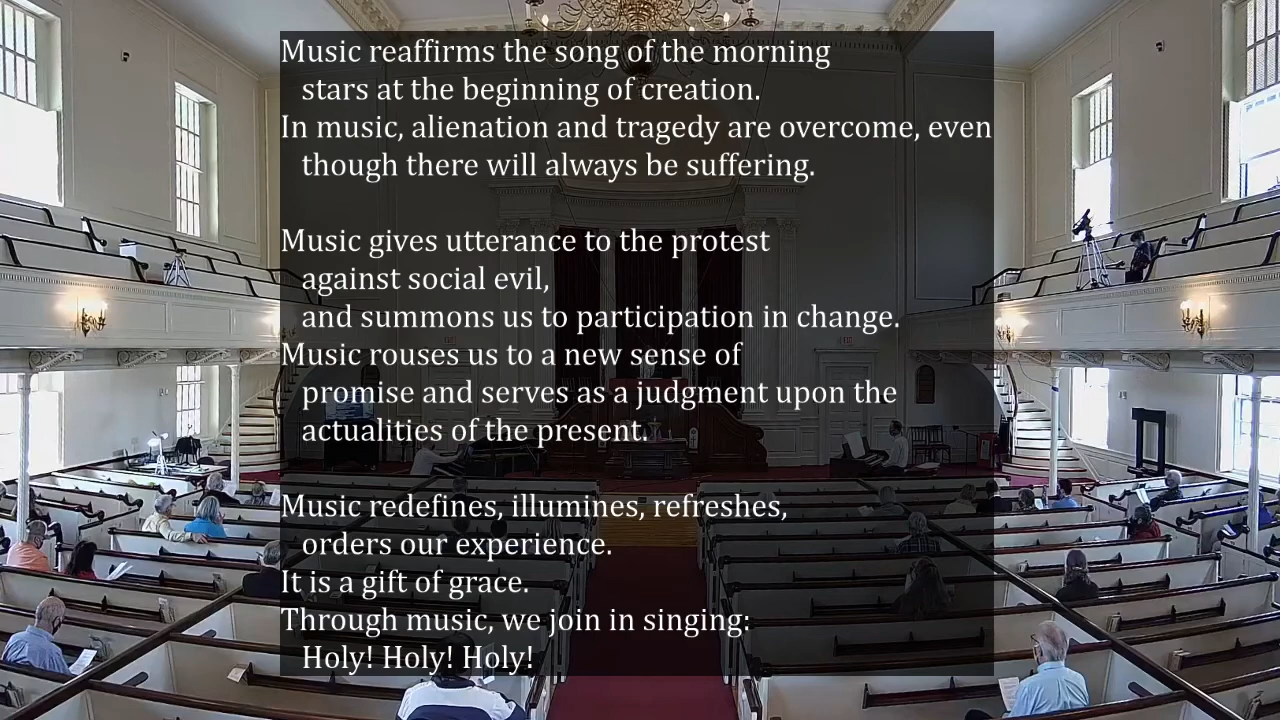 Music reaffirms the song of the morning
stars at the beginning of creation.
In music, alienation and tragedy are overcome, even
though there will always be suffering.
Music gives utterance to the protest
against social evil,
and summons us to participation in change.
Music rouses us to a new sense of
promise and serves as a judgment upon the
actualities of the present.
Music redefines, illumines, refreshes,
orders our experience.
It is a gift of grace.
Through music, we join in singing:
Holy! Holy! Holy!